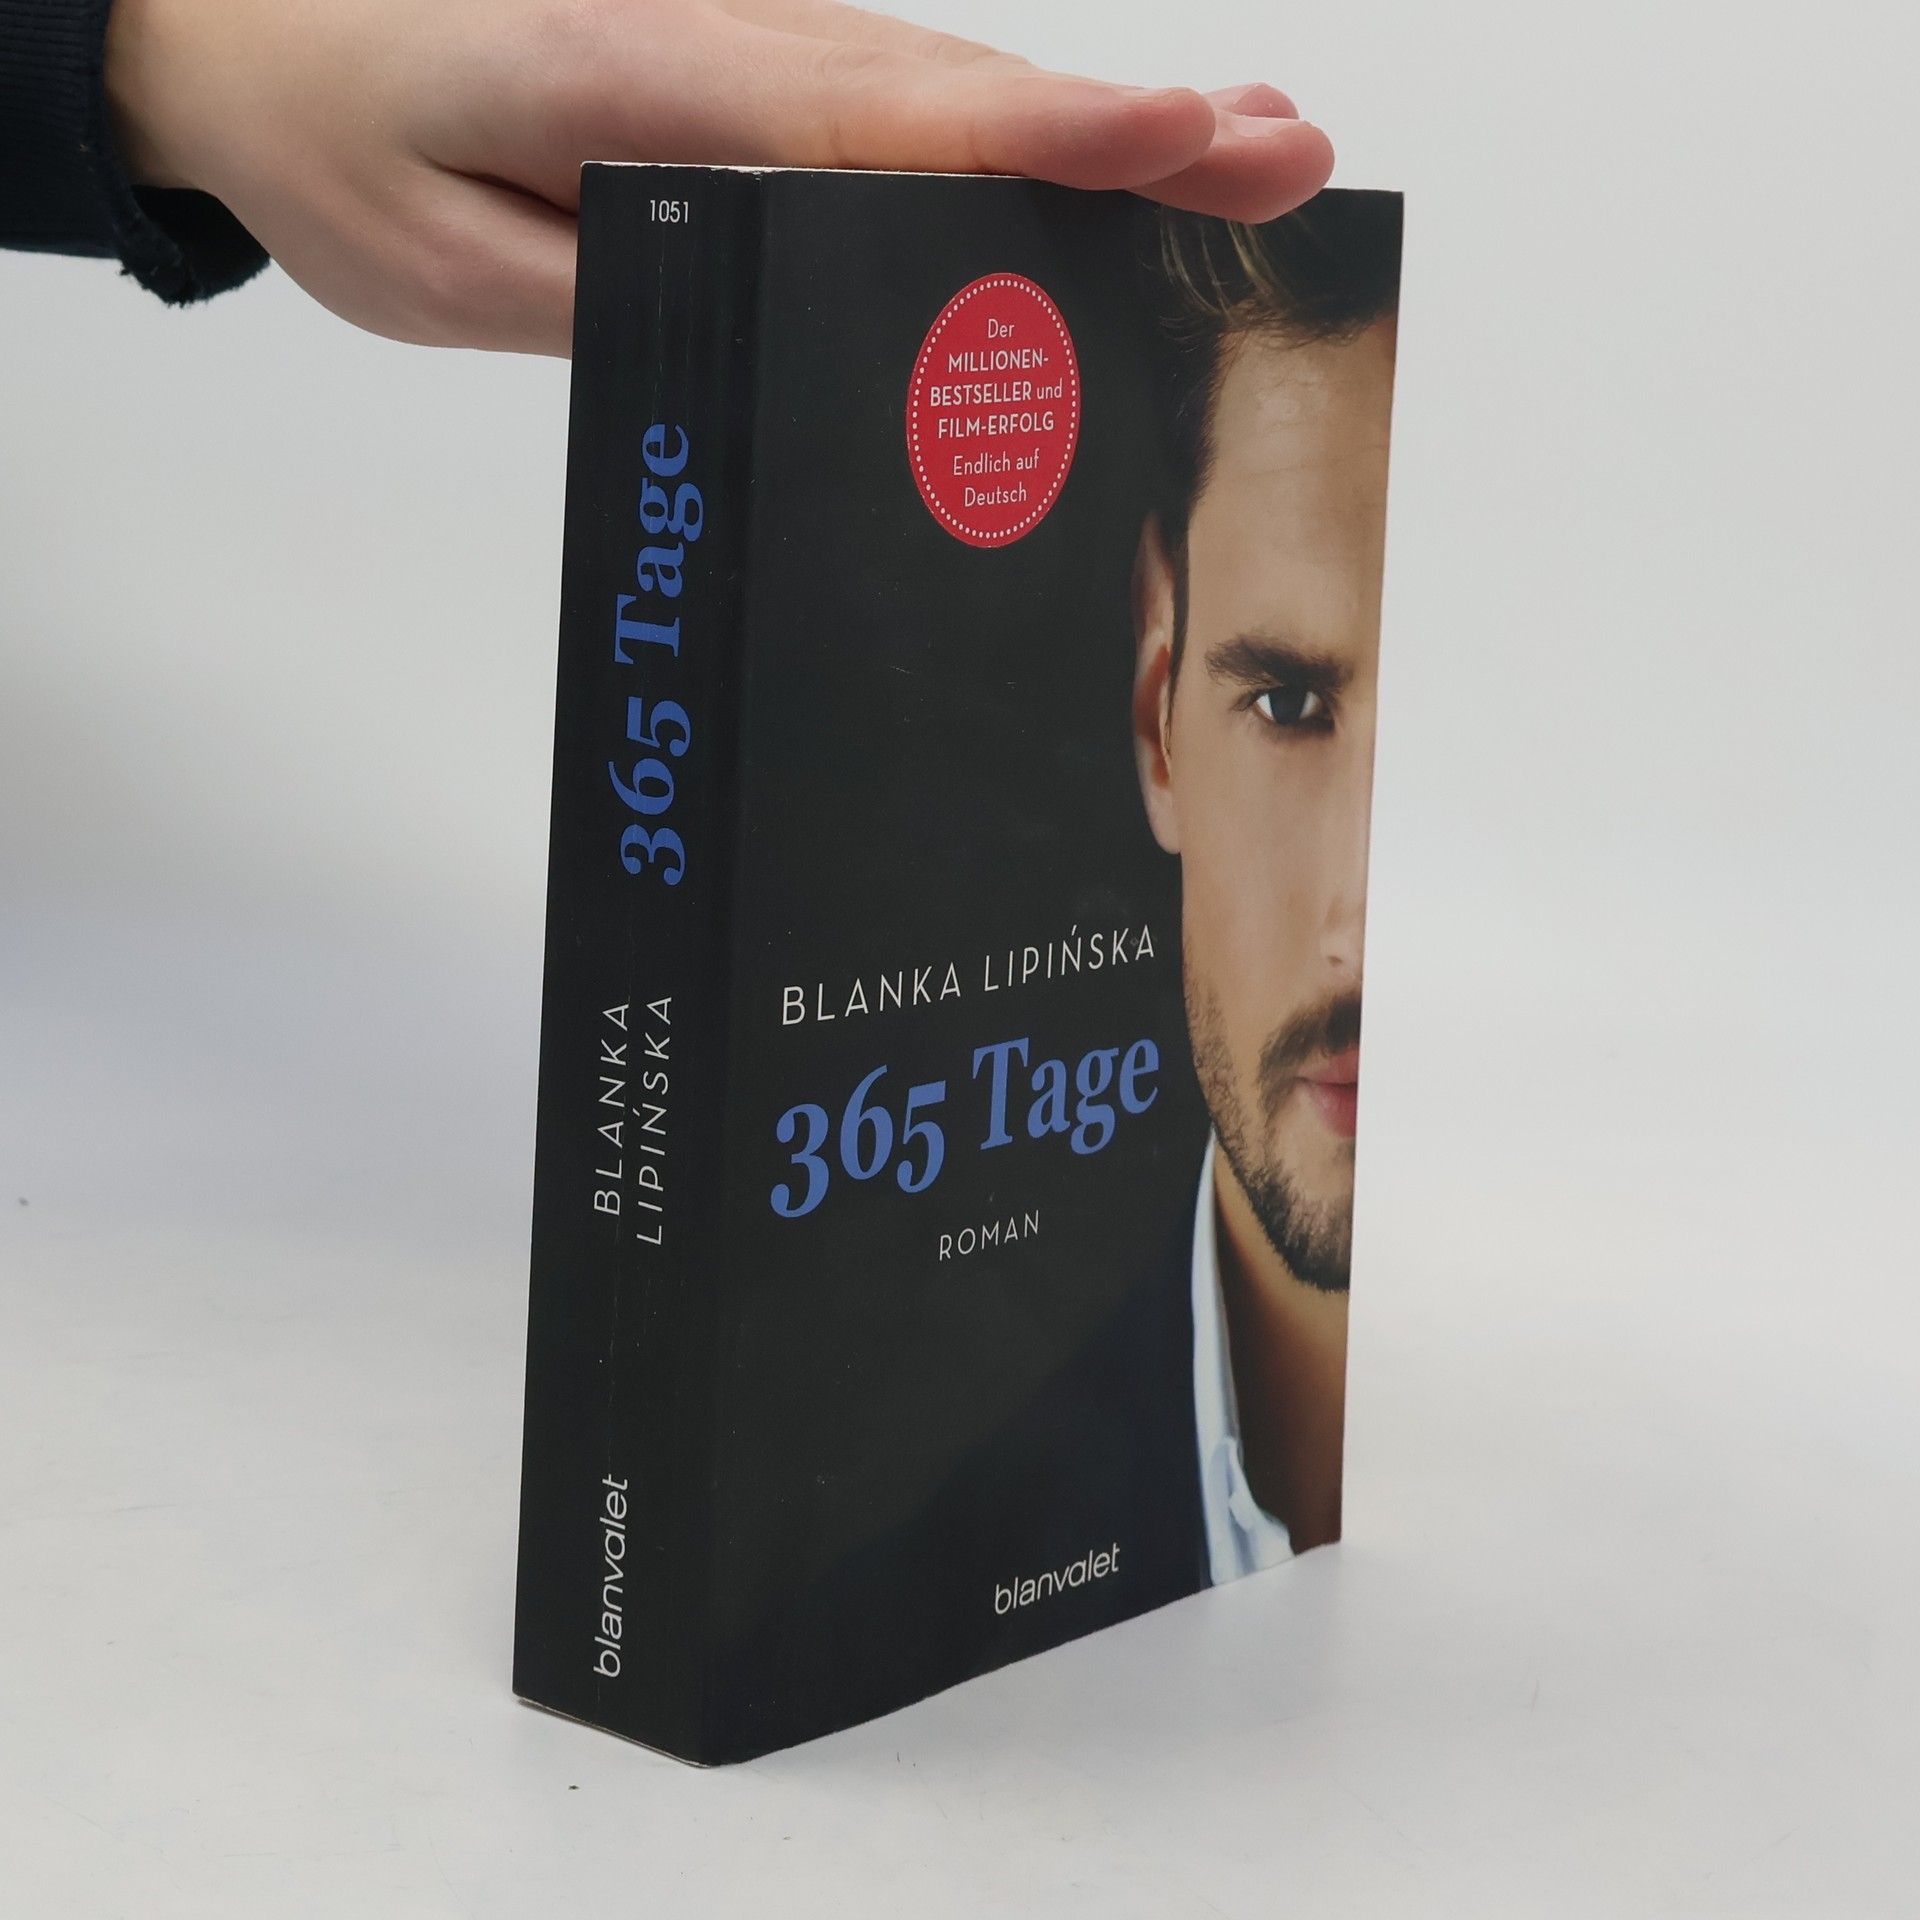 1051
365 Tage
BLANKA
LIPIŃSKA
blanvalet
Der
MILLIONEN-
BESTSELLER und
FILM-ERFOLG
Endlich auf
Deutsch
BLANKA LIPIŃSKA
365 Tage
ROMAN
blanvalet